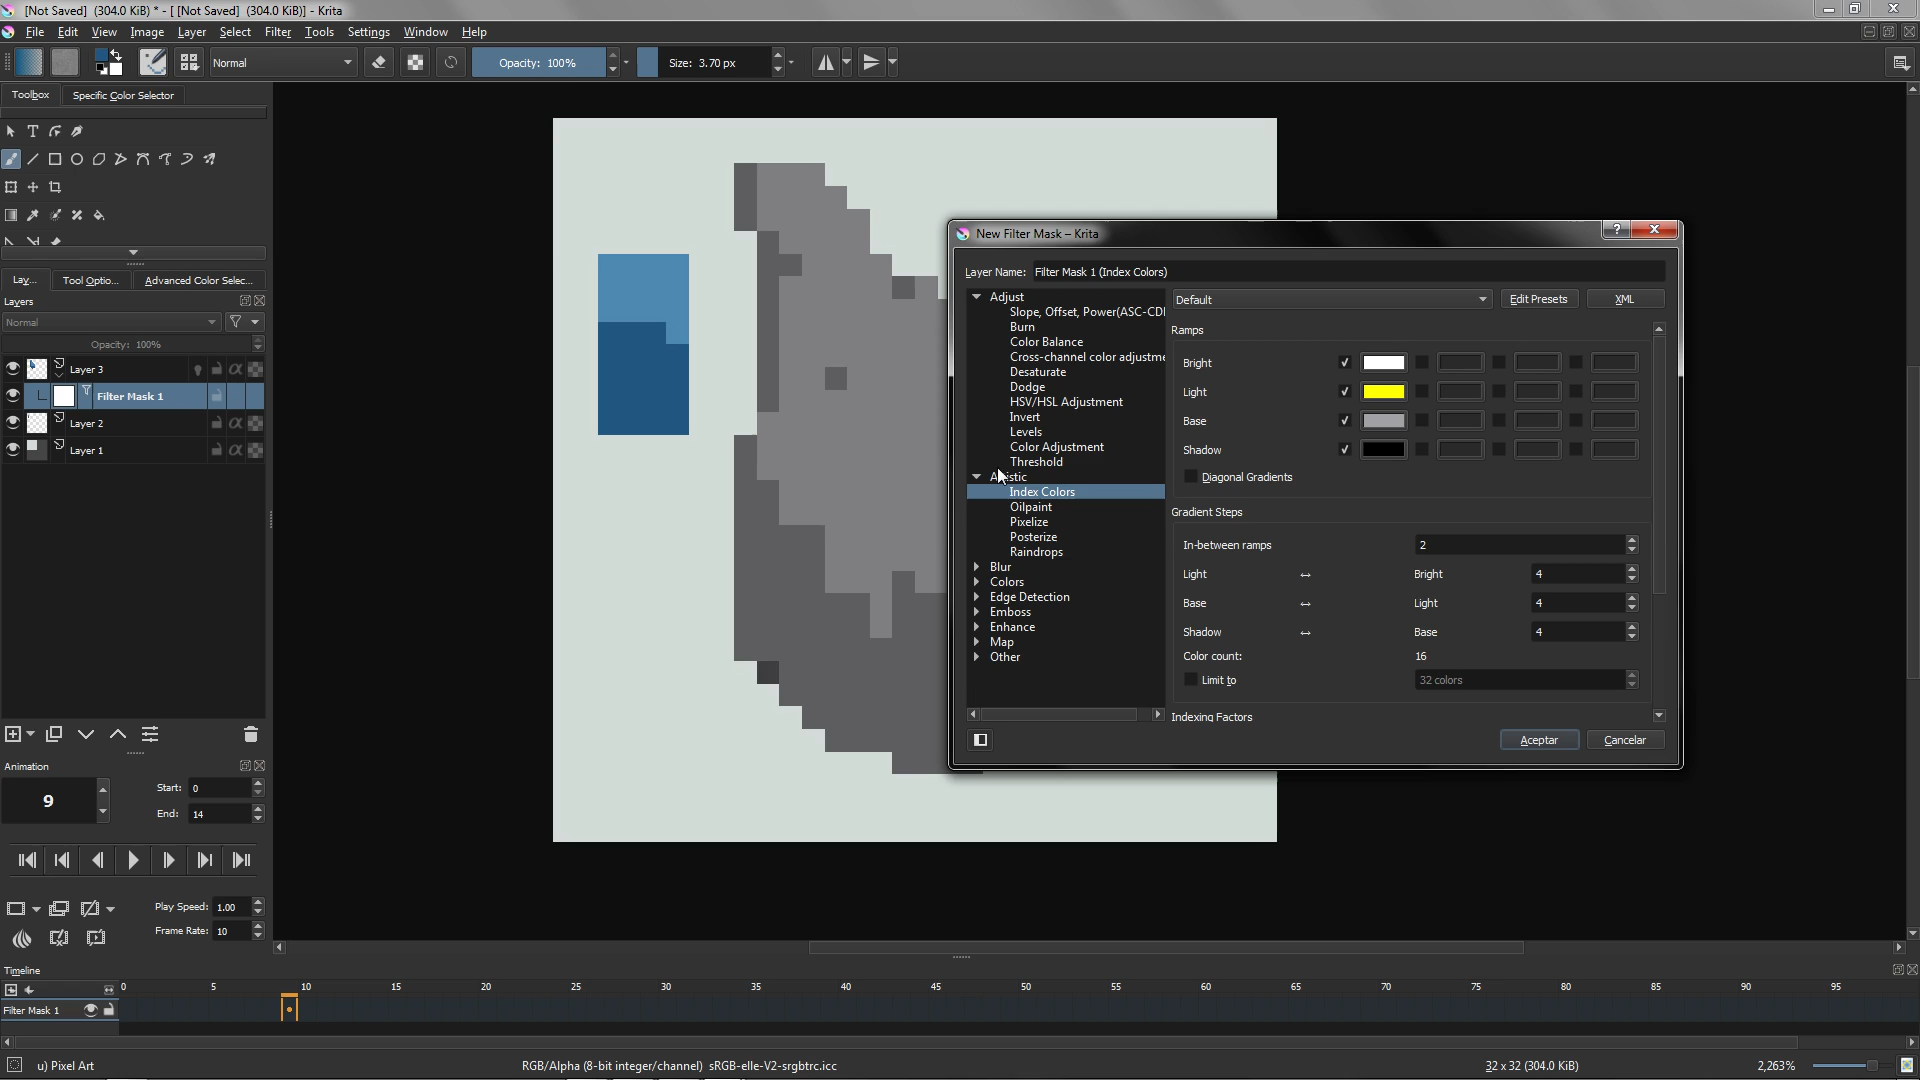 [Not Saved]  (304.0 KiB) * - [ [Not Saved]  (304.0 KiB)] - Krita
File Edit View Image Layer Select Filter Tools Settings Window Help
Normal Opacity: 100% Size: 3.70 px
Toolbox Specific Color Selector
Lay... Tool Optio... Advanced Color Selec...
Layers
Normal
Opacity: 100%
Layer 3
Filter Mask 1
Layer 2
Layer 1
Animation
9 Start: 0
End: 14
Play Speed: 1.00
Frame Rate: 10
New Filter Mask – Krita
Layer Name: Filter Mask 1 (Index Colors)
Adjust
Slope, Offset, Power(ASC-CDL
Burn
Color Balance
Cross-channel color adjustme
Desaturate
Dodge
HSV/HSL Adjustment
Invert
Levels
Color Adjustment
Threshold
Artistic
Index Colors
Oilpaint
Pixelize
Posterize
Raindrops
Blur
Colors
Edge Detection
Emboss
Enhance
Map
Other
Default Edit Presets XML
Ramps
Bright
Light
Base
Shadow
Diagonal Gradients
Gradient Steps
In-between ramps 2
Light ↔ Bright 4
Base ↔ Light 4
Shadow ↔ Base 4
Color count: 16
Limit to 32 colors
Indexing Factors
Aceptar Cancelar
Timeline
0 5 10 15 20 25 30 35 40 45 50 55 60 65 70 75 80 85 90 95
Filter Mask 1
u) Pixel Art RGB/Alpha (8-bit integer/channel)  sRGB-elle-V2-srgbtrc.icc 32 x 32 (304.0 KiB) 2,263%